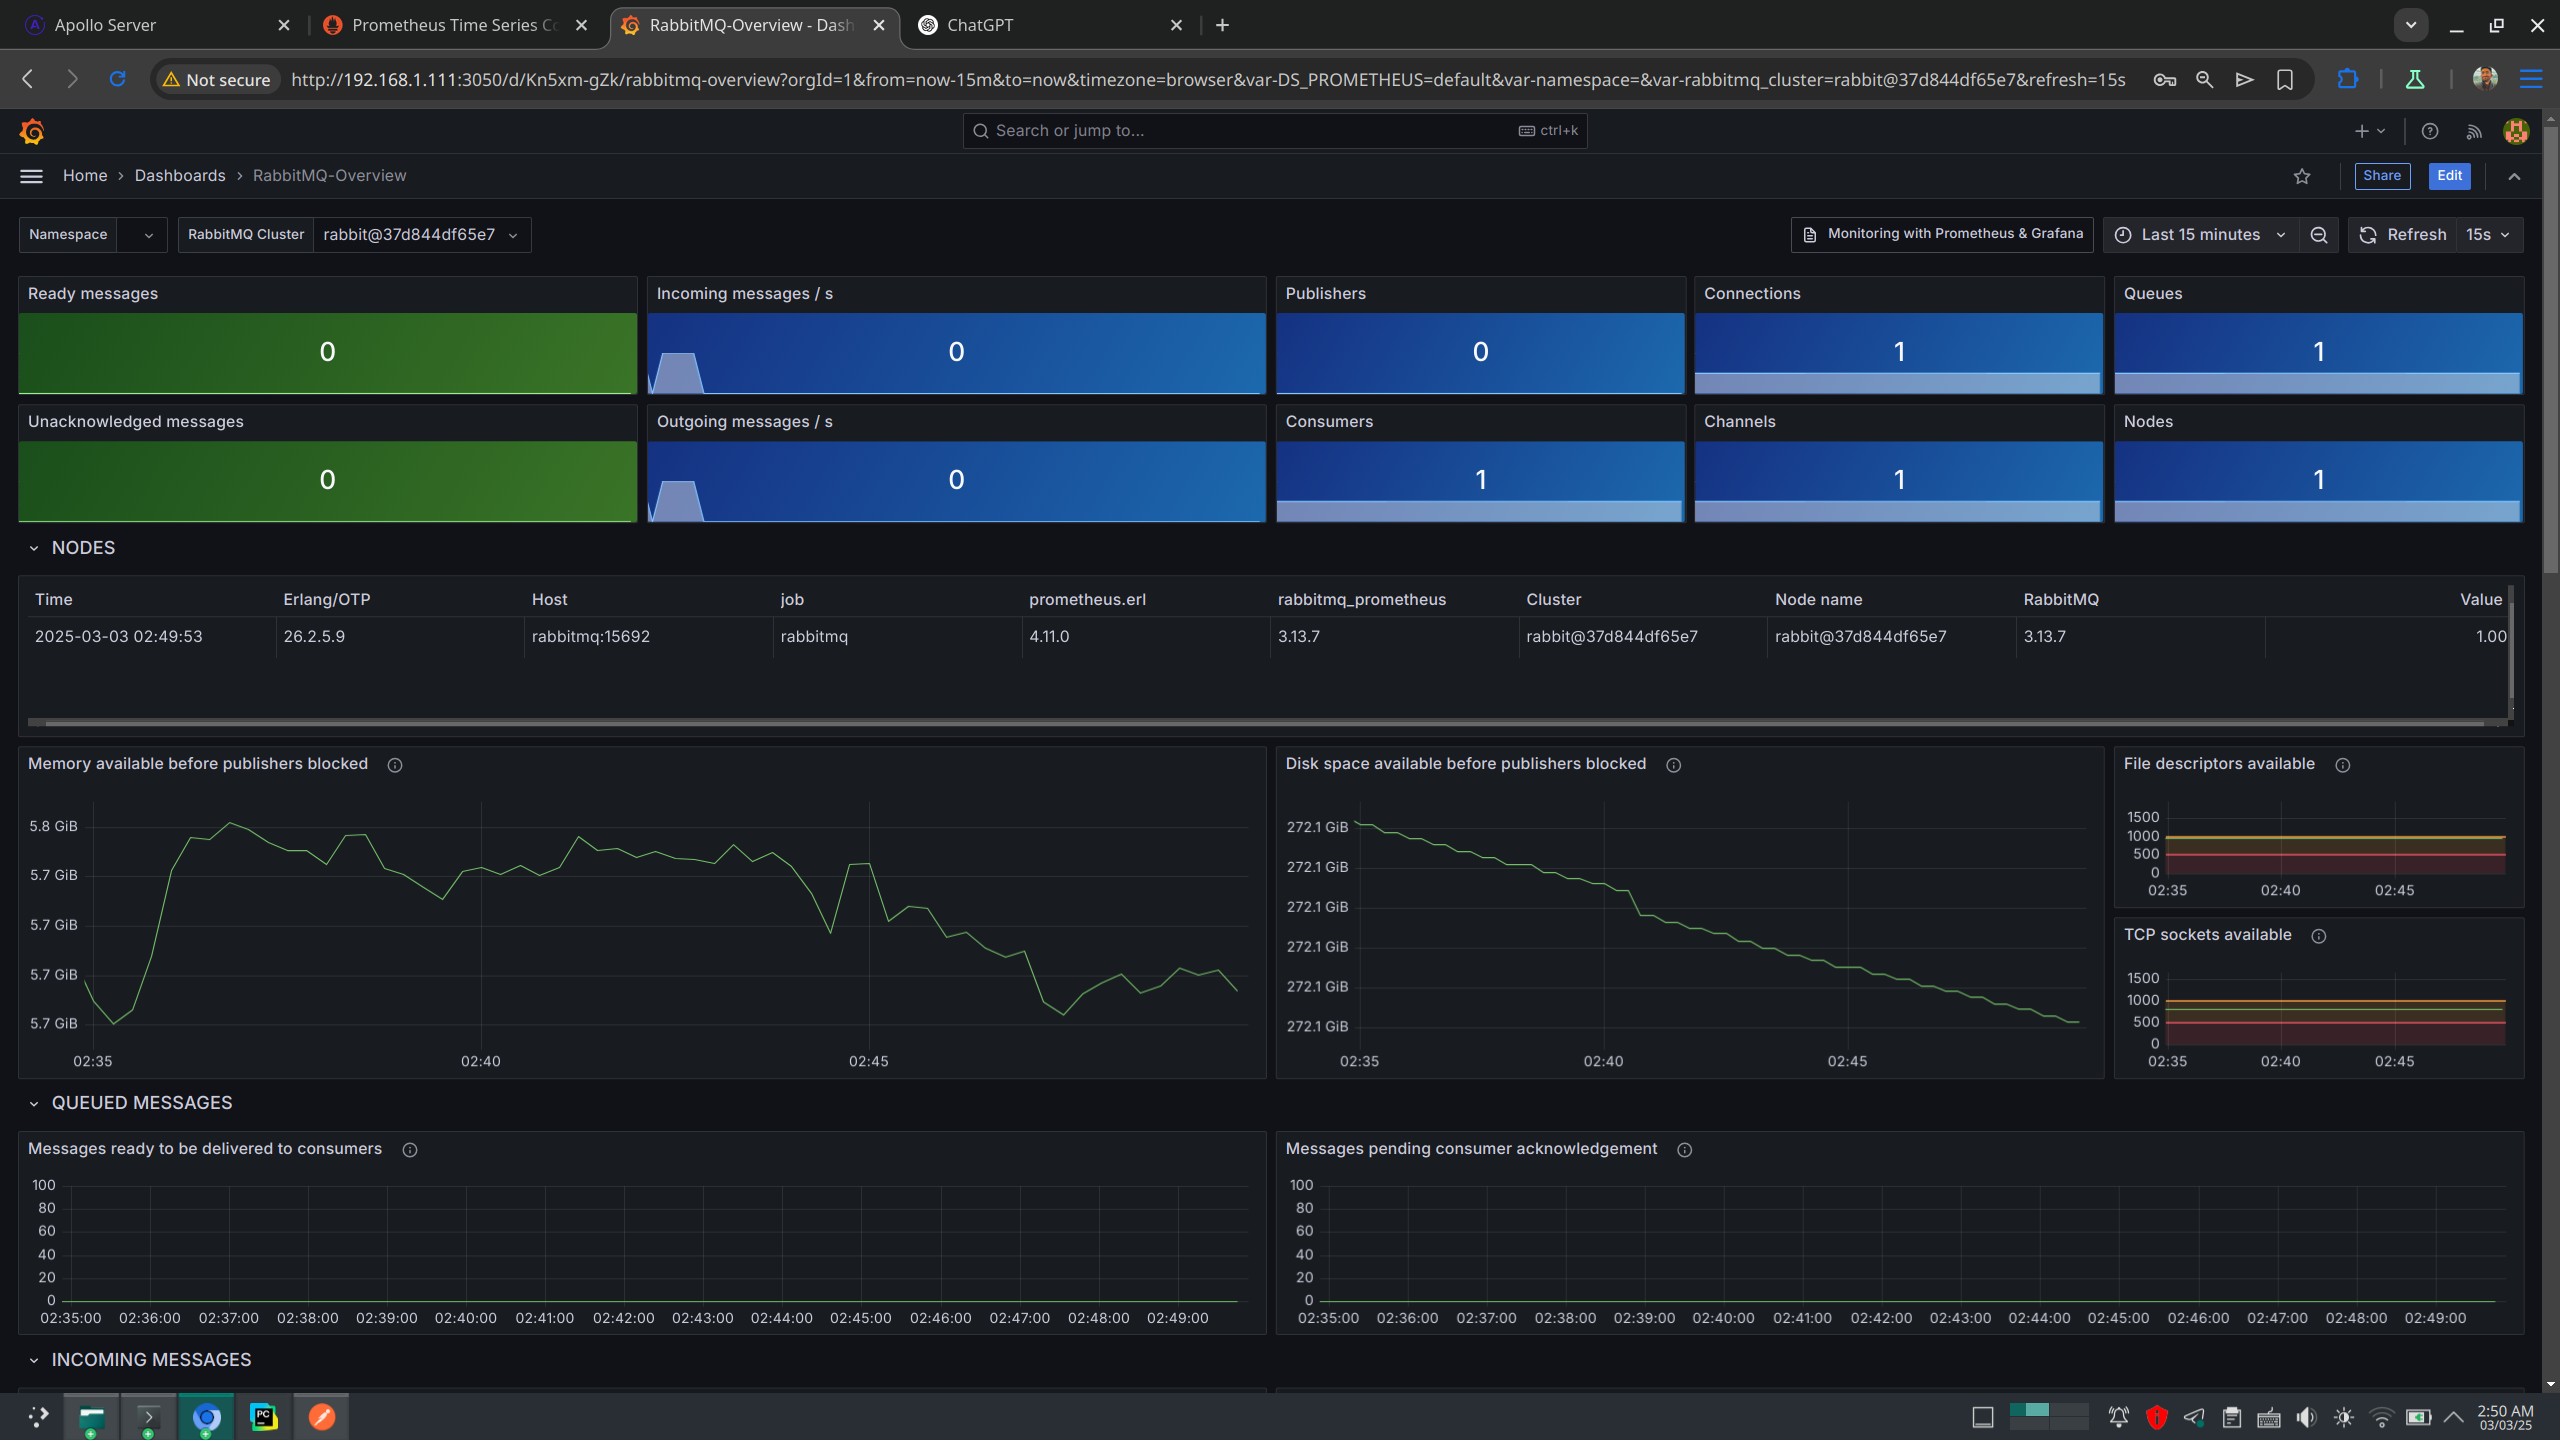 Apollo Server
Prometheus Time Series Co
RabbitMQ-Overview - Dash
ChatGPT
Not secure
http://192.168.1.111:3050/d/Kn5xm-gZk/rabbitmq-overview?orgId=1&from=now-15m&to=now&timezone=browser&var-DS_PROMETHEUS=default&var-namespace=&var-rabbitmq_cluster=rabbit@37d844df65e7&refresh=15s
Search or jump to...
ctrl+k
Home › Dashboards › RabbitMQ-Overview
Share
Edit
Namespace
RabbitMQ Cluster
rabbit@37d844df65e7
Monitoring with Prometheus & Grafana
Last 15 minutes
Refresh
15s
Ready messages
0
Incoming messages / s
0
Publishers
0
Connections
1
Queues
1
Unacknowledged messages
0
Outgoing messages / s
0
Consumers
1
Channels
1
Nodes
1
NODES
Time Erlang/OTP Host job prometheus.erl rabbitmq_prometheus Cluster Node name RabbitMQ Value
2025-03-03 02:49:53 26.2.5.9 rabbitmq:15692 rabbitmq 4.11.0 3.13.7 rabbit@37d844df65e7 rabbit@37d844df65e7 3.13.7 1.00
Memory available before publishers blocked
5.8 GiB
5.7 GiB
5.7 GiB
5.7 GiB
5.7 GiB
02:35 02:40 02:45
Disk space available before publishers blocked
272.1 GiB
272.1 GiB
272.1 GiB
272.1 GiB
272.1 GiB
272.1 GiB
02:35 02:40 02:45
File descriptors available
1500
1000
500
0
02:35 02:40 02:45
TCP sockets available
1500
1000
500
0
02:35 02:40 02:45
QUEUED MESSAGES
Messages ready to be delivered to consumers
100
80
60
40
20
0
02:35:00 02:36:00 02:37:00 02:38:00 02:39:00 02:40:00 02:41:00 02:42:00 02:43:00 02:44:00 02:45:00 02:46:00 02:47:00 02:48:00 02:49:00
Messages pending consumer acknowledgement
100
80
60
40
20
0
02:35:00 02:36:00 02:37:00 02:38:00 02:39:00 02:40:00 02:41:00 02:42:00 02:43:00 02:44:00 02:45:00 02:46:00 02:47:00 02:48:00 02:49:00
INCOMING MESSAGES
PC
2:50 AM
03/03/25